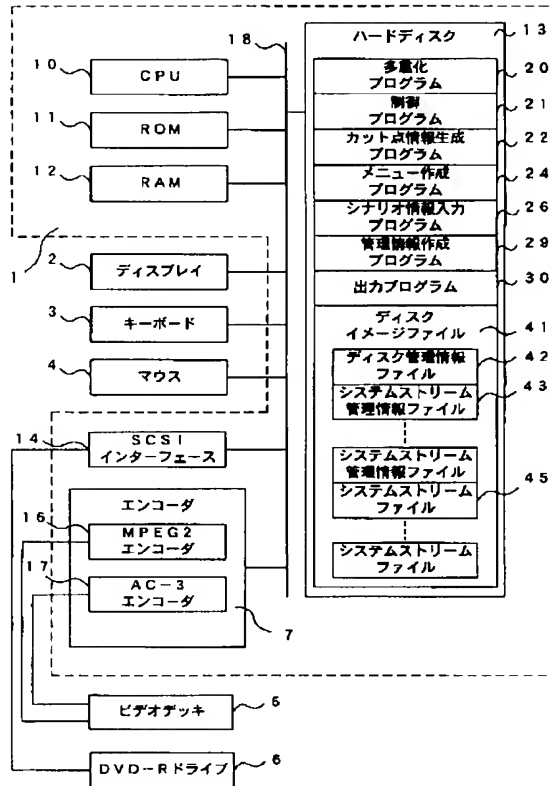 18
10
CPU
11
ROM
12
RAM
1
2
ディスプレイ
3
キーボード
4
マウス
14
SCSI
インターフェース
エンコーダ
16
MPEG2
エンコーダ
17
AC-3
エンコーダ
7
ビデオデッキ
5
DVD-Rドライブ
6
ハードディスク
13
多重化
プログラム
20
制御
プログラム
21
カット点情報生成
プログラム
22
メニュー作成
プログラム
24
シナリオ情報入力
プログラム
26
管理情報作成
プログラム
29
出力プログラム
30
ディスク
イメージファイル
41
ディスク管理情報
ファイル
42
システムストリーム
管理情報ファイル
43
システムストリーム
管理情報ファイル
システムストリーム
ファイル
45
システムストリーム
ファイル